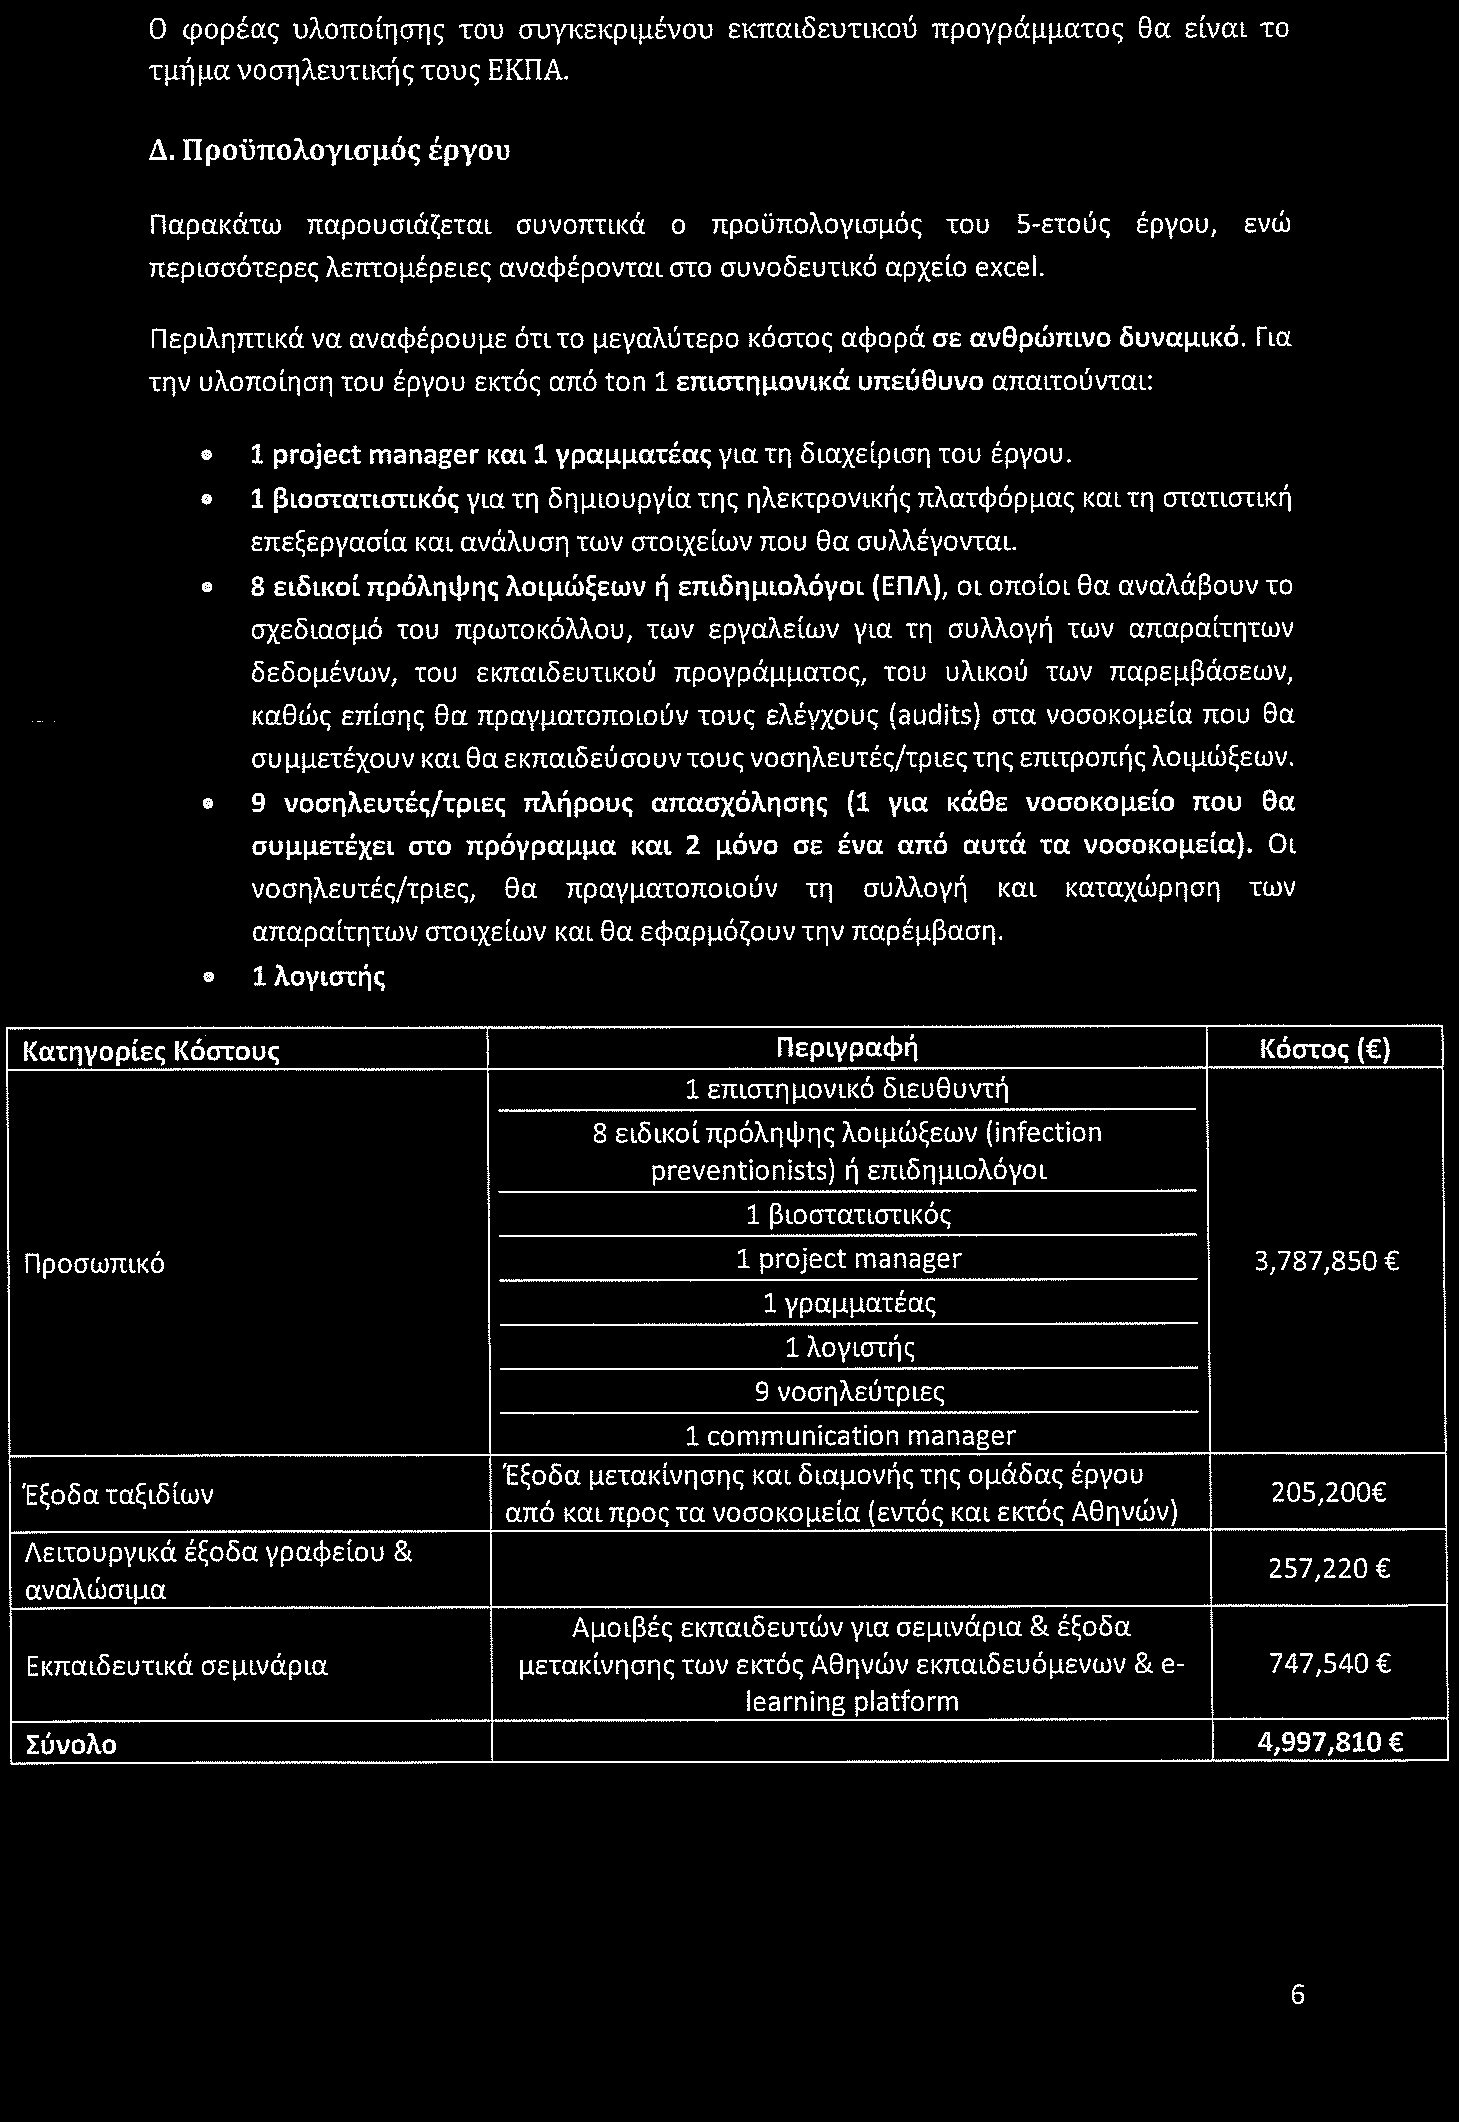 Ο φορέας υλοποίησης του συγκεκριμένου εκπαιδευτικού προγράμματος θα είναι το
τμήμα νοσηλευτικής τους ΕΚΠΑ.
Δ. Προϋπολογισμός έργου
Παρακάτω παρουσιάζεται συνοπτικά ο προϋπολογισμός του 5-ετούς έργου, ενώ
περισσότερες λεπτομέρειες αναφέρονται στο συνοδευτικό αρχείο excel.
Περιληπτικά να αναφέρουμε ότι το μεγαλύτερο κόστος αφορά σε ανθρώπινο δυναμικό. Για
την υλοποίηση του έργου εκτός από ton 1 επιστημονικά υπεύθυνο απαιτούνται:
• 1 project manager και 1 γραμματέας για τη διαχείριση του έργου.
• 1 βιοστατιστικός για τη δημιουργία της ηλεκτρονικής πλατφόρμας και τη στατιστική
επεξεργασία και ανάλυση των στοιχείων που θα συλλέγονται.
• 8 ειδικοί πρόληψης λοιμώξεων ή επιδημιολόγοι (ΕΠΛ), οι οποίοι θα αναλάβουν το
σχεδιασμό του πρωτοκόλλου, των εργαλείων για τη συλλογή των απαραίτητων
δεδομένων, του εκπαιδευτικού προγράμματος, του υλικού των παρεμβάσεων,
καθώς επίσης θα πραγματοποιούν τους ελέγχους (audits) στα νοσοκομεία που θα
συμμετέχουν και θα εκπαιδεύσουν τους νοσηλευτές/τριες της επιτροπής λοιμώξεων.
• 9 νοσηλευτές/τριες πλήρους απασχόλησης (1 για κάθε νοσοκομείο που θα
συμμετέχει στο πρόγραμμα και 2 μόνο σε ένα από αυτά τα νοσοκομεία). Οι
νοσηλευτές/τριες, θα πραγματοποιούν τη συλλογή και καταχώρηση των
απαραίτητων στοιχείων και θα εφαρμόζουν την παρέμβαση.
• 1 λογιστής
Κατηγορίες Κόστους Περιγραφή Κόστος (€)
1 επιστημονικό διευθυντή
8 ειδικοί πρόληψης λοιμώξεων (infection
preventionists) ή επιδημιολόγοι
1 βιοστατιστικός
Προσωπικό 1 project manager 3,787,850 €
1 γραμματέας
1 λογιστής
9 νοσηλεύτριες
1 communication manager
Έξοδα ταξιδίων Έξοδα μετακίνησης και διαμονής της ομάδας έργου
από και προς τα νοσοκομεία (εντός και εκτός Αθηνών) 205,200€
Λειτουργικά έξοδα γραφείου &
αναλώσιμα 257,220 €
Αμοιβές εκπαιδευτών για σεμινάρια & έξοδα
Εκπαιδευτικά σεμινάρια μετακίνησης των εκτός Αθηνών εκπαιδευόμενων & e- 747,540 €
learning platform
Σύνολο 4,997,810 €
6